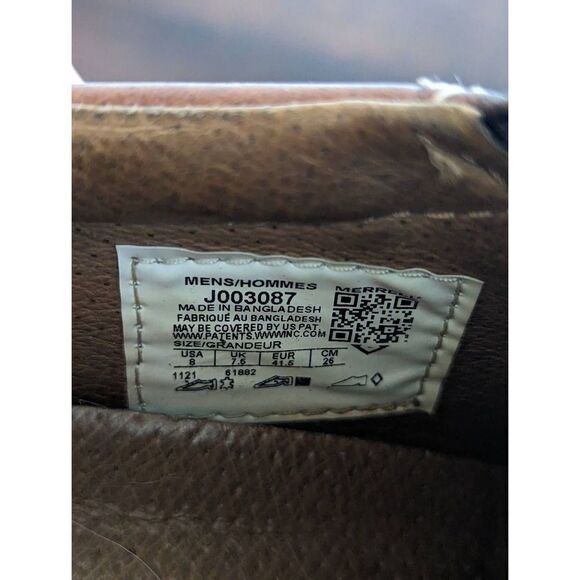 MENS/HOMMES
MERRELL
J003087
MADE IN BANGLADESH
FABRIQUÉ AU BANGLADESH
MAY BE COVERED BY US PAT.
WWW.PATENTS.WWWINC.COM
SIZE/GRANDEUR
USA UK EUR CM
8 7.5 41.5 26
1121 61882